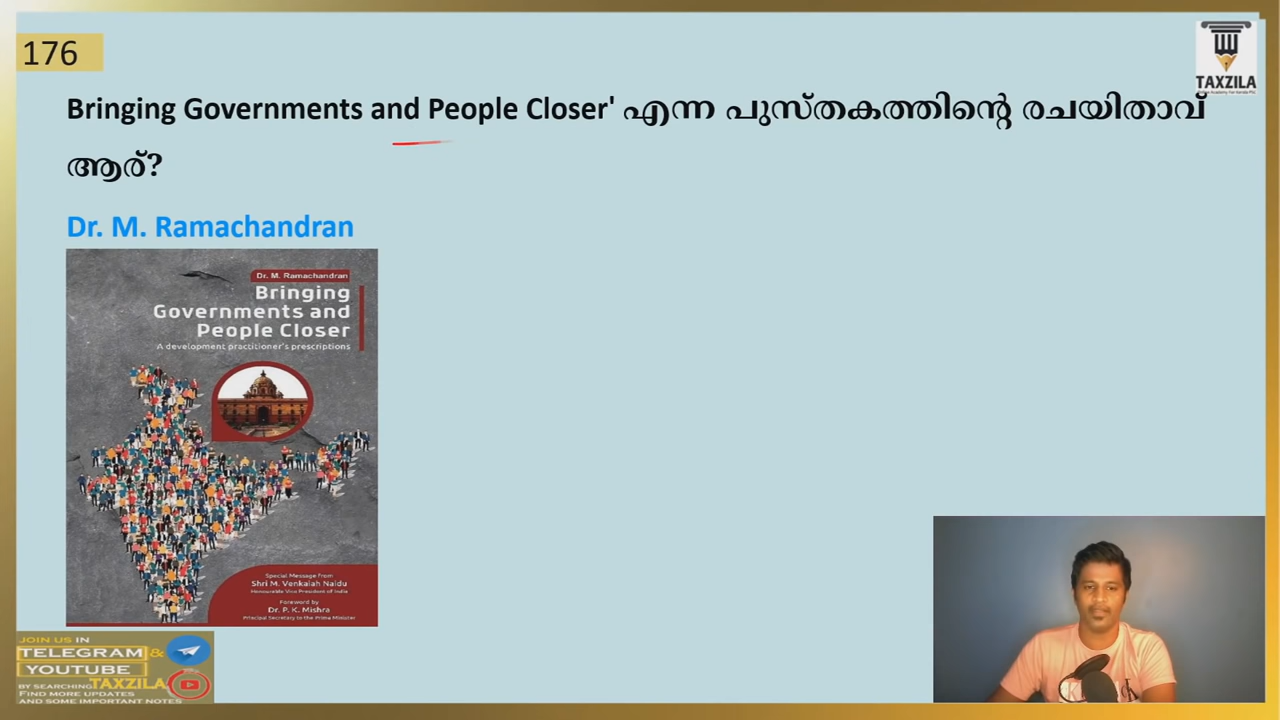 176
TAXZILA
Bringing Governments and People Closer' എന്ന പുസ്തകത്തിന്റെ രചയിതാവ്
ആര്?
Dr. M. Ramachandran
Dr. M. Ramachandran
Bringing
Governments and
People Closer
A development practitioner's prescriptions
Special Message from
Shri M. Venkaiah Naidu
Honourable Vice President of India
Foreword by
Dr. P. K. Mishra
Principal Secretary to the Prime Minister
JOIN US IN
TELEGRAM &
YOUTUBE
BY SEARCHING TAXZILA
FIND MORE UPDATES
AND SOME IMPORTANT NOTES